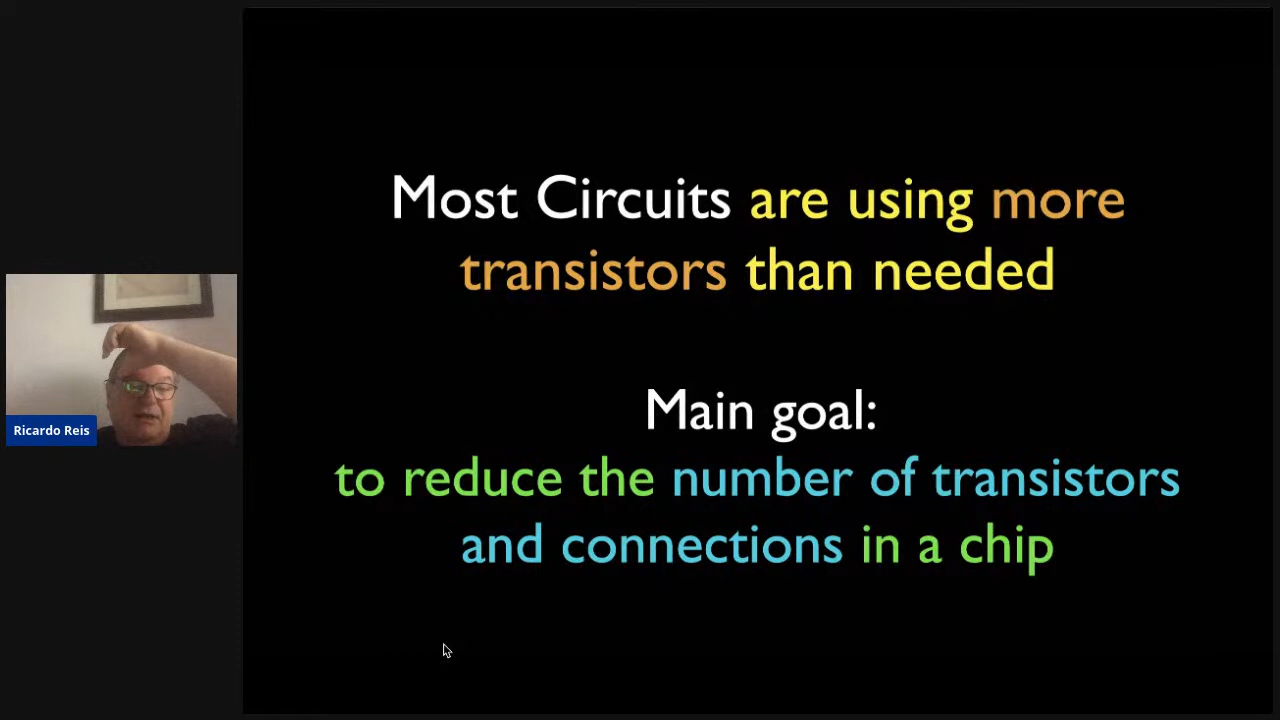 Most Circuits are using more
transistors than needed
Main goal:
to reduce the number of transistors
and connections in a chip
Ricardo Reis